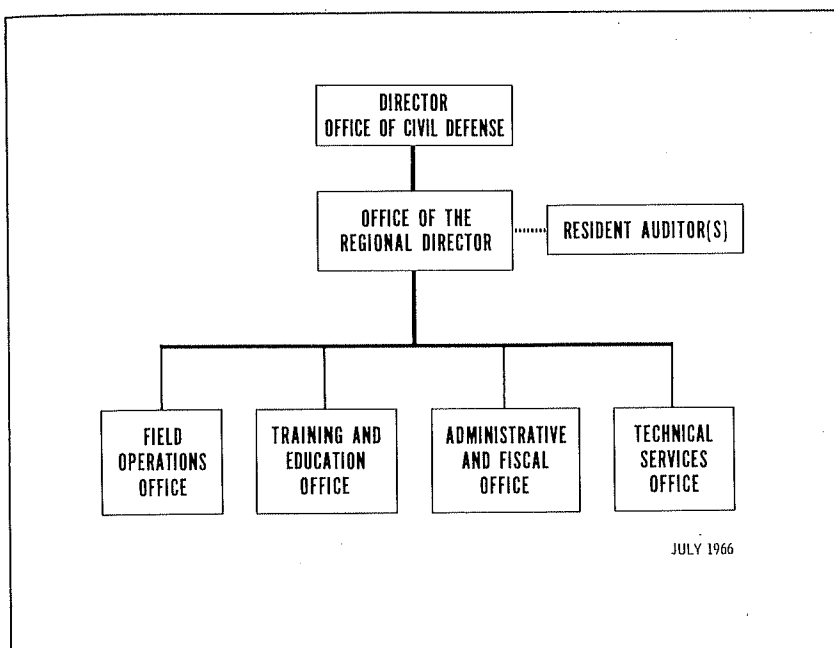 DIRECTOR
OFFICE OF CIVIL DEFENSE
OFFICE OF THE
REGIONAL DIRECTOR
RESIDENT AUDITOR(S)
FIELD
OPERATIONS
OFFICE
TRAINING AND
EDUCATION
OFFICE
ADMINISTRATIVE
AND FISCAL
OFFICE
TECHNICAL
SERVICES
OFFICE
JULY 1966